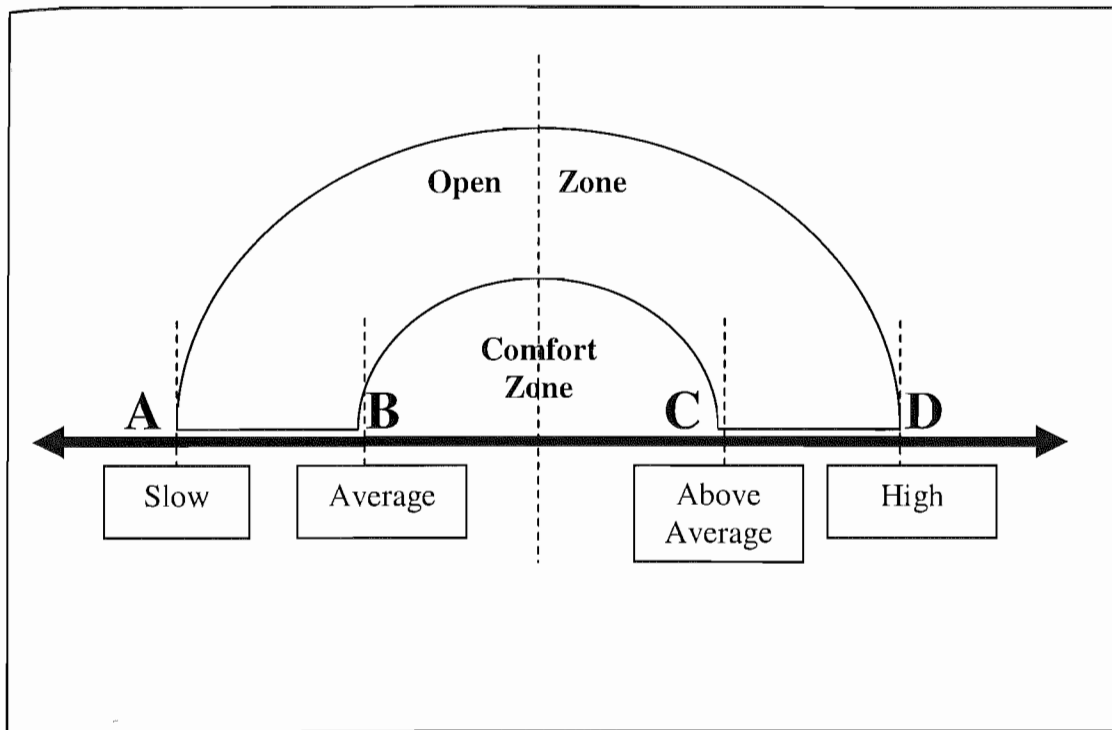 Open Zone
Comfort
Zone
A B C D
Slow
Average
Above
Average
High